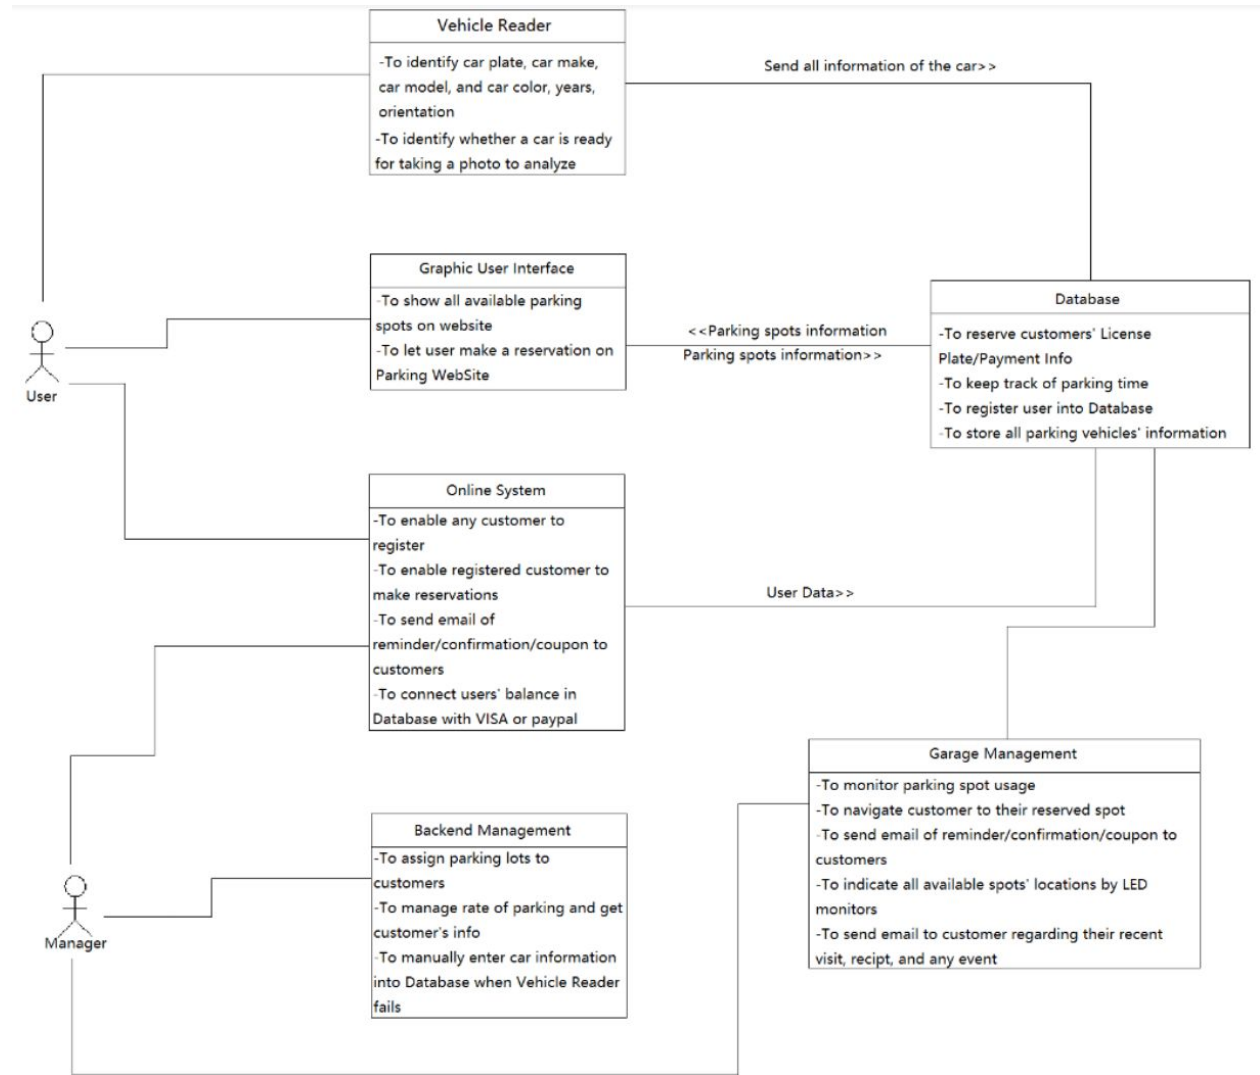 Vehicle Reader
-To identify car plate, car make,
car model, and car color, years,
orientation
-To identify whether a car is ready
for taking a photo to analyze
Send all information of the car>>
Graphic User Interface
-To show all available parking
spots on website
-To let user make a reservation on
Parking WebSite
<<Parking spots information
Parking spots information>>
Database
-To reserve customers' License
Plate/Payment Info
-To keep track of parking time
-To register user into Database
-To store all parking vehicles' information
User
Online System
-To enable any customer to
register
-To enable registered customer to
make reservations
-To send email of
reminder/confirmation/coupon to
customers
-To connect users' balance in
Database with VISA or paypal
User Data>>
Garage Management
-To monitor parking spot usage
-To navigate customer to their reserved spot
-To send email of reminder/confirmation/coupon to
customers
-To indicate all available spots' locations by LED
monitors
-To send email to customer regarding their recent
visit, recipt, and any event
Backend Management
-To assign parking lots to
customers
-To manage rate of parking and get
customer's info
-To manually enter car information
into Database when Vehicle Reader
fails
Manager